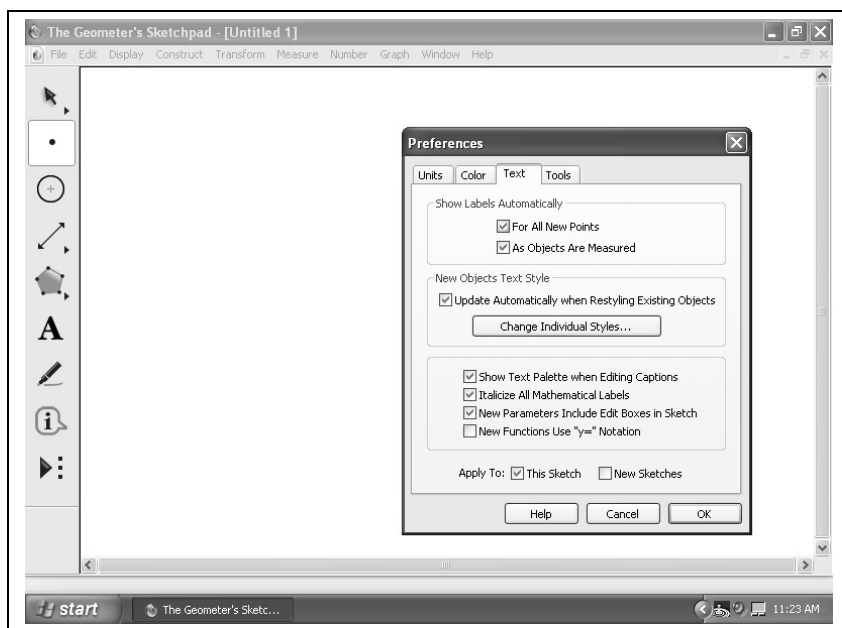 The Geometer's Sketchpad - [Untitled 1]
File Edit Display Construct Transform Measure Number Graph Window Help
Preferences
Units Color Text Tools
Show Labels Automatically
For All New Points
As Objects Are Measured
New Objects Text Style
Update Automatically when Restyling Existing Objects
Change Individual Styles...
Show Text Palette when Editing Captions
Italicize All Mathematical Labels
New Parameters Include Edit Boxes in Sketch
New Functions Use "y=" Notation
Apply To: This Sketch New Sketches
Help Cancel OK
A
start The Geometer's Sketc... 11:23 AM